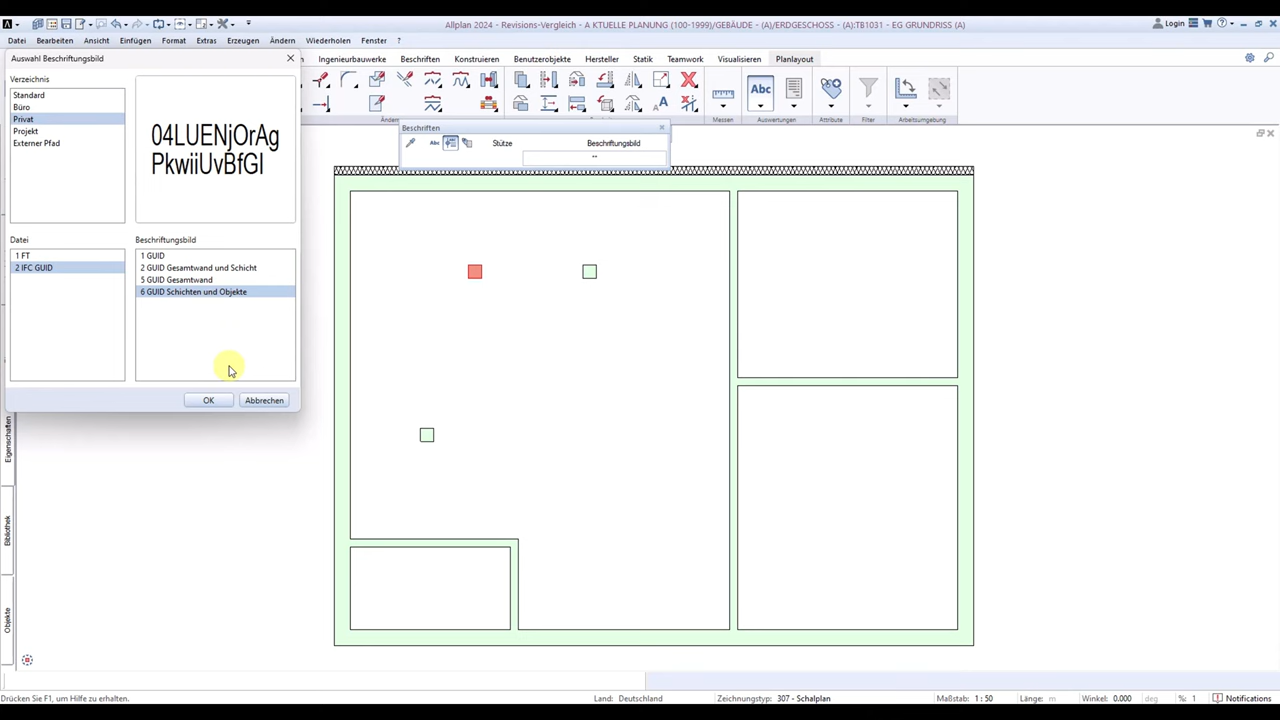 Allplan 2024 - Revisions-Vergleich - A KTUELLE PLANUNG (100-1999)/GEBÄUDE - (A)/ERDGESCHOSS - (A):TB1031 - EG GRUNDRISS (A)
Login
Datei Bearbeiten Ansicht Einfügen Format Extras Erzeugen Ändern Wiederholen Fenster ?
Auswahl Beschriftungsbild
Ingenieurbauwerke Beschriften Konstruieren Benutzerobjekte Hersteller Statik Teamwork Visualisieren Planlayout
Verzeichnis
Standard
Büro
Privat
Projekt
Externer Pfad
04LUENjOrAg
PkwiiUvBfGI
Abc
Ändern
Messen Auswertungen Attribute Filter Arbeitsumgebung
Beschriften
Abc Stütze Beschriftungsbild
**
Datei
1 FT
2 IFC GUID
Beschriftungsbild
1 GUID
2 GUID Gesamtwand und Schicht
5 GUID Gesamtwand
6 GUID Schichten und Objekte
OK Abbrechen
Eigenschaften
Bibliothek
Objekte
Drücken Sie F1, um Hilfe zu erhalten. Land: Deutschland Zeichnungstyp: 307 - Schalplan Maßstab: 1 : 50 Länge: m Winkel: 0.000 deg %: 1 Notifications